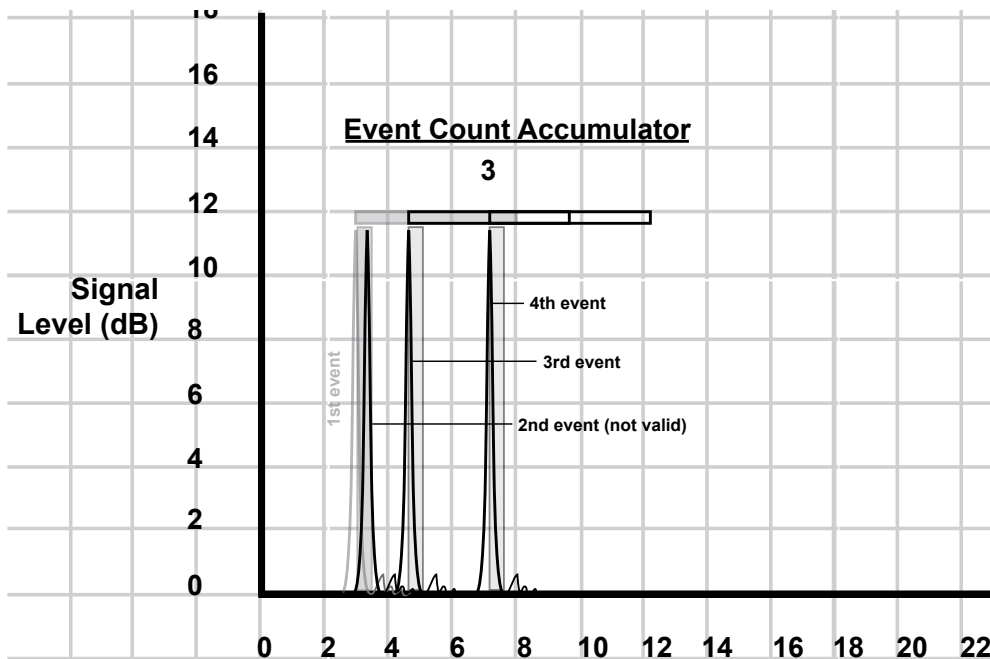 18
16
Event Count Accumulator
14
3
12
10
Signal
Level (dB)
4th event
8
3rd event
1st event
6
2nd event (not valid)
4
2
0
0 2 4 6 8 10 12 14 16 18 20 22